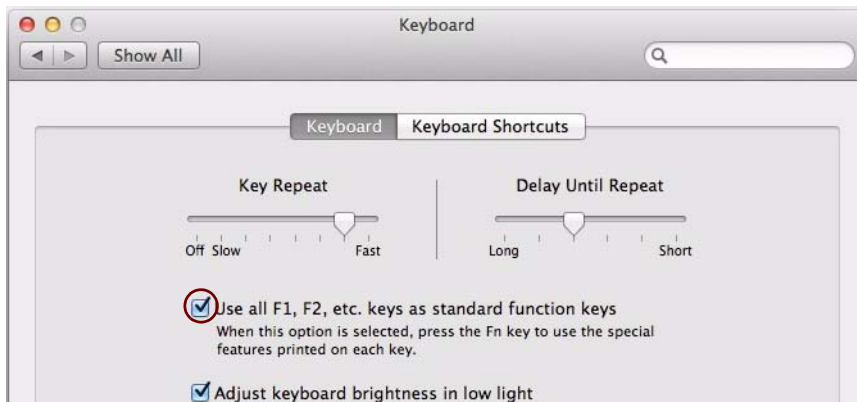 Keyboard
Show All
Keyboard Keyboard Shortcuts
Key Repeat Delay Until Repeat
Off Slow Fast Long Short
Use all F1, F2, etc. keys as standard function keys
When this option is selected, press the Fn key to use the special
features printed on each key.
Adjust keyboard brightness in low light